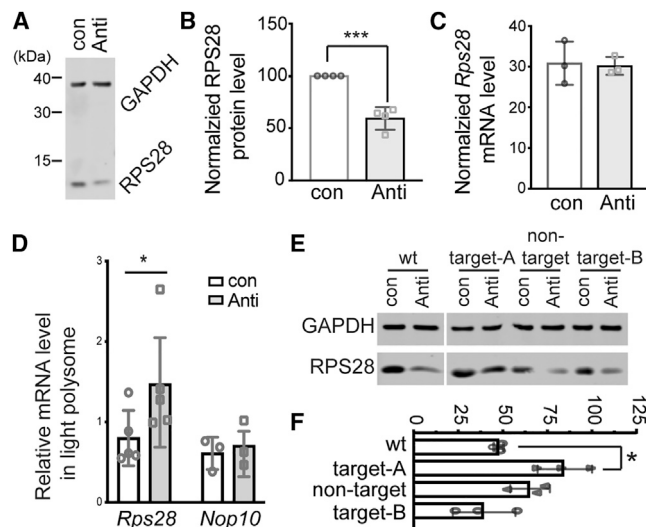 A
con
Anti
(kDa)
40
30
15
GAPDH
RPS28
B
Normalzied RPS28
protein level
150
100
50
0
***
con
Anti
C
Normalzied Rps28
mRNA level
40
30
20
10
0
con
Anti
D
Relative mRNA level
in light polysome
3
2
1
0
*
con
Anti
Rps28
Nop10
E
non-
wt
target-A
target
target-B
con
Anti
con
Anti
con
Anti
con
Anti
GAPDH
RPS28
F
0
25
50
75
100
125
wt
target-A
non-target
target-B
*